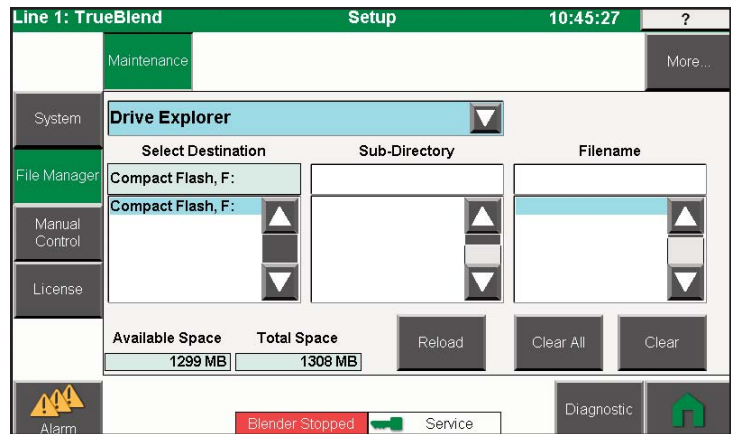 Line 1: TrueBlend Setup 10:45:27 ?
Maintenance More...
System
Drive Explorer
Select Destination Sub-Directory Filename
File Manager
Compact Flash, F:
Compact Flash, F:
Manual
Control
License
Available Space Total Space
Reload Clear All Clear
1299 MB 1308 MB
Alarm
Blender Stopped Service
Diagnostic